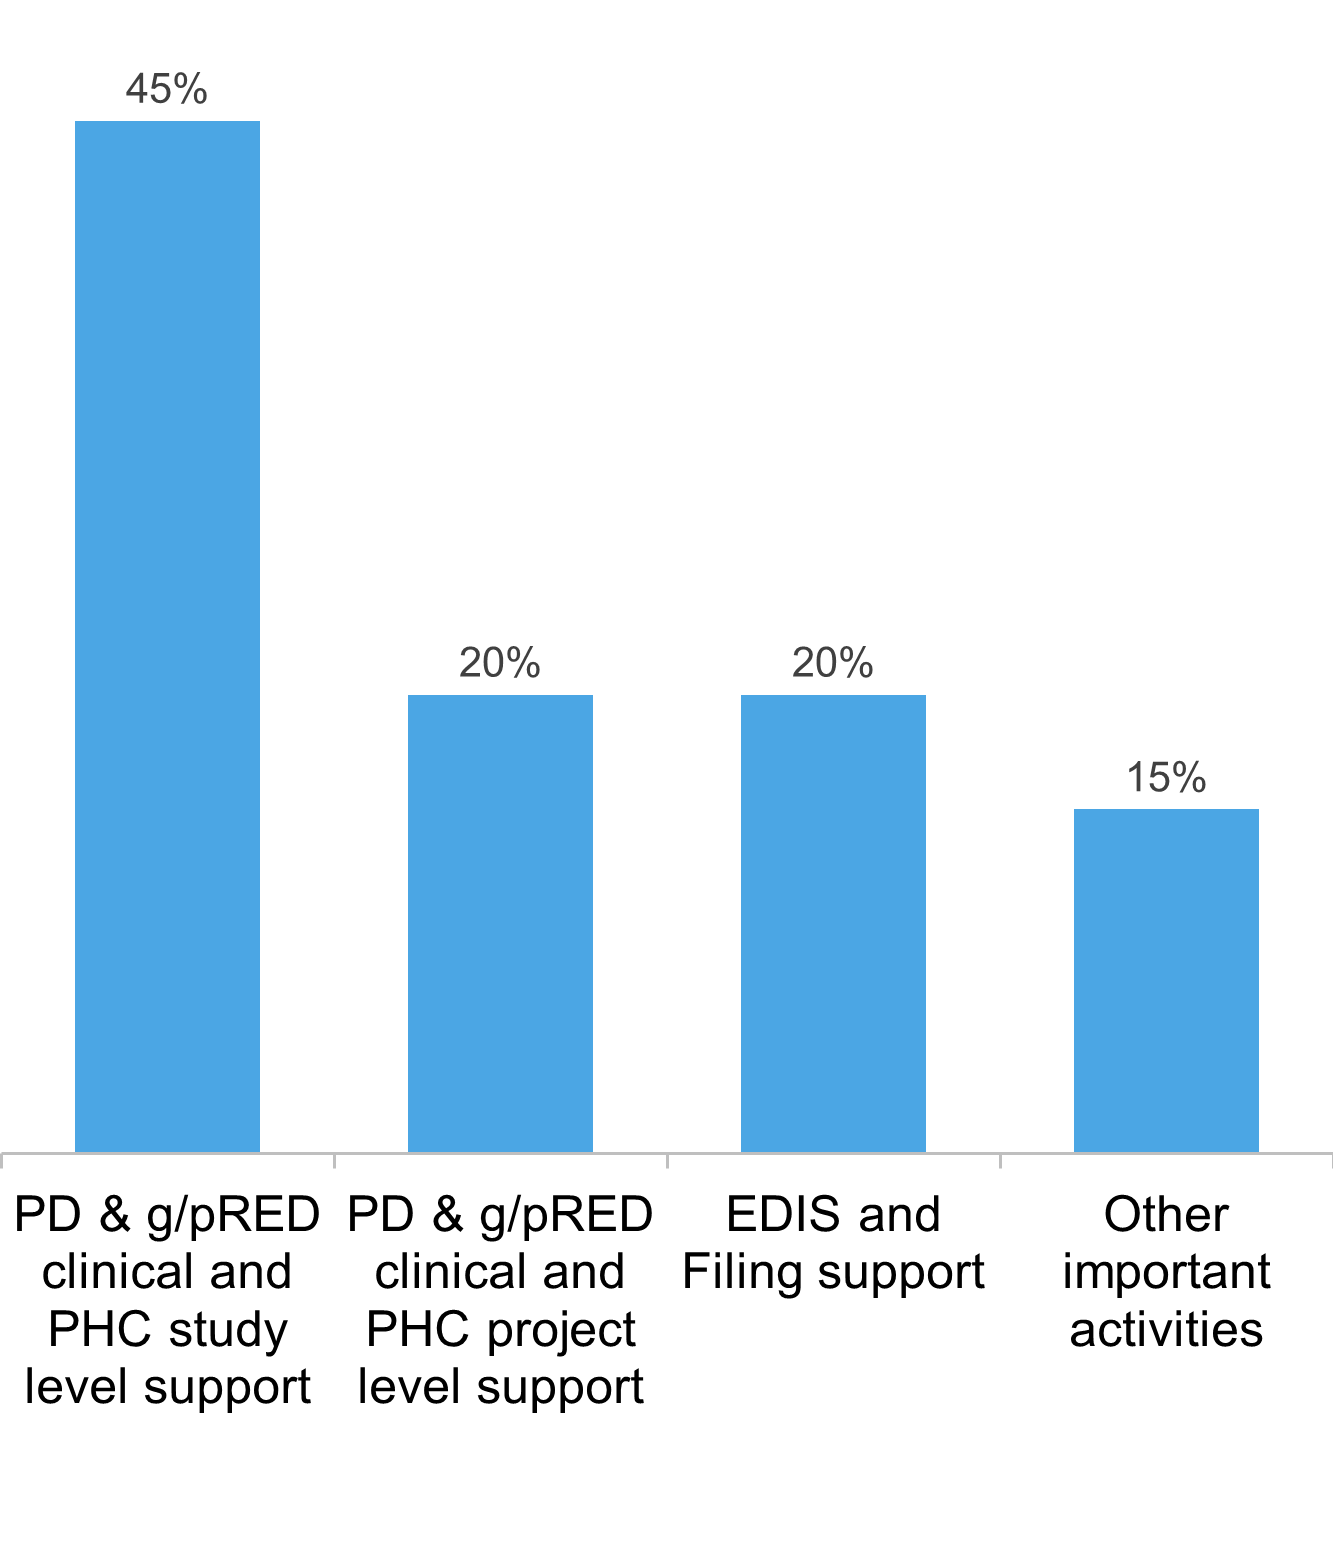 45%
20%
20%
15%
PD & g/pRED
clinical and
PHC study
level support
PD & g/pRED
clinical and
PHC project
level support
EDIS and
Filing support
Other
important
activities